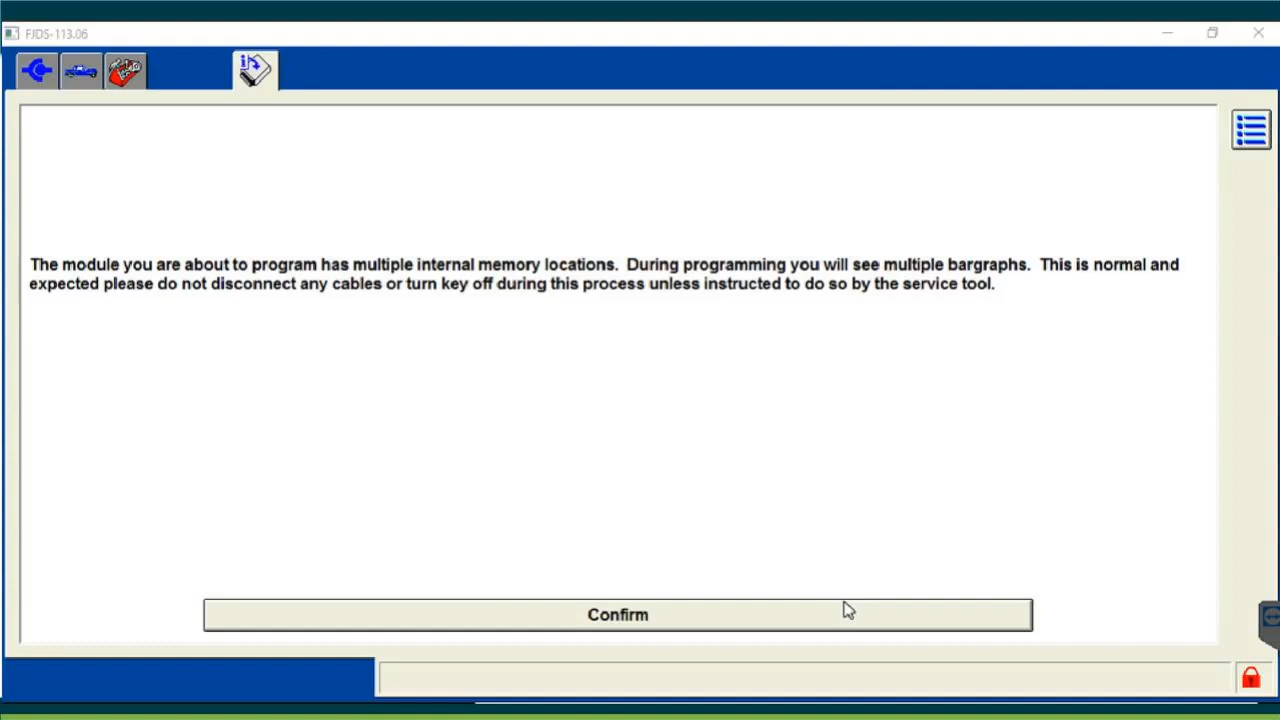 FJDS-113.06
The module you are about to program has multiple internal memory locations.  During programming you will see multiple bargraphs.  This is normal and
expected please do not disconnect any cables or turn key off during this process unless instructed to do so by the service tool.
Confirm